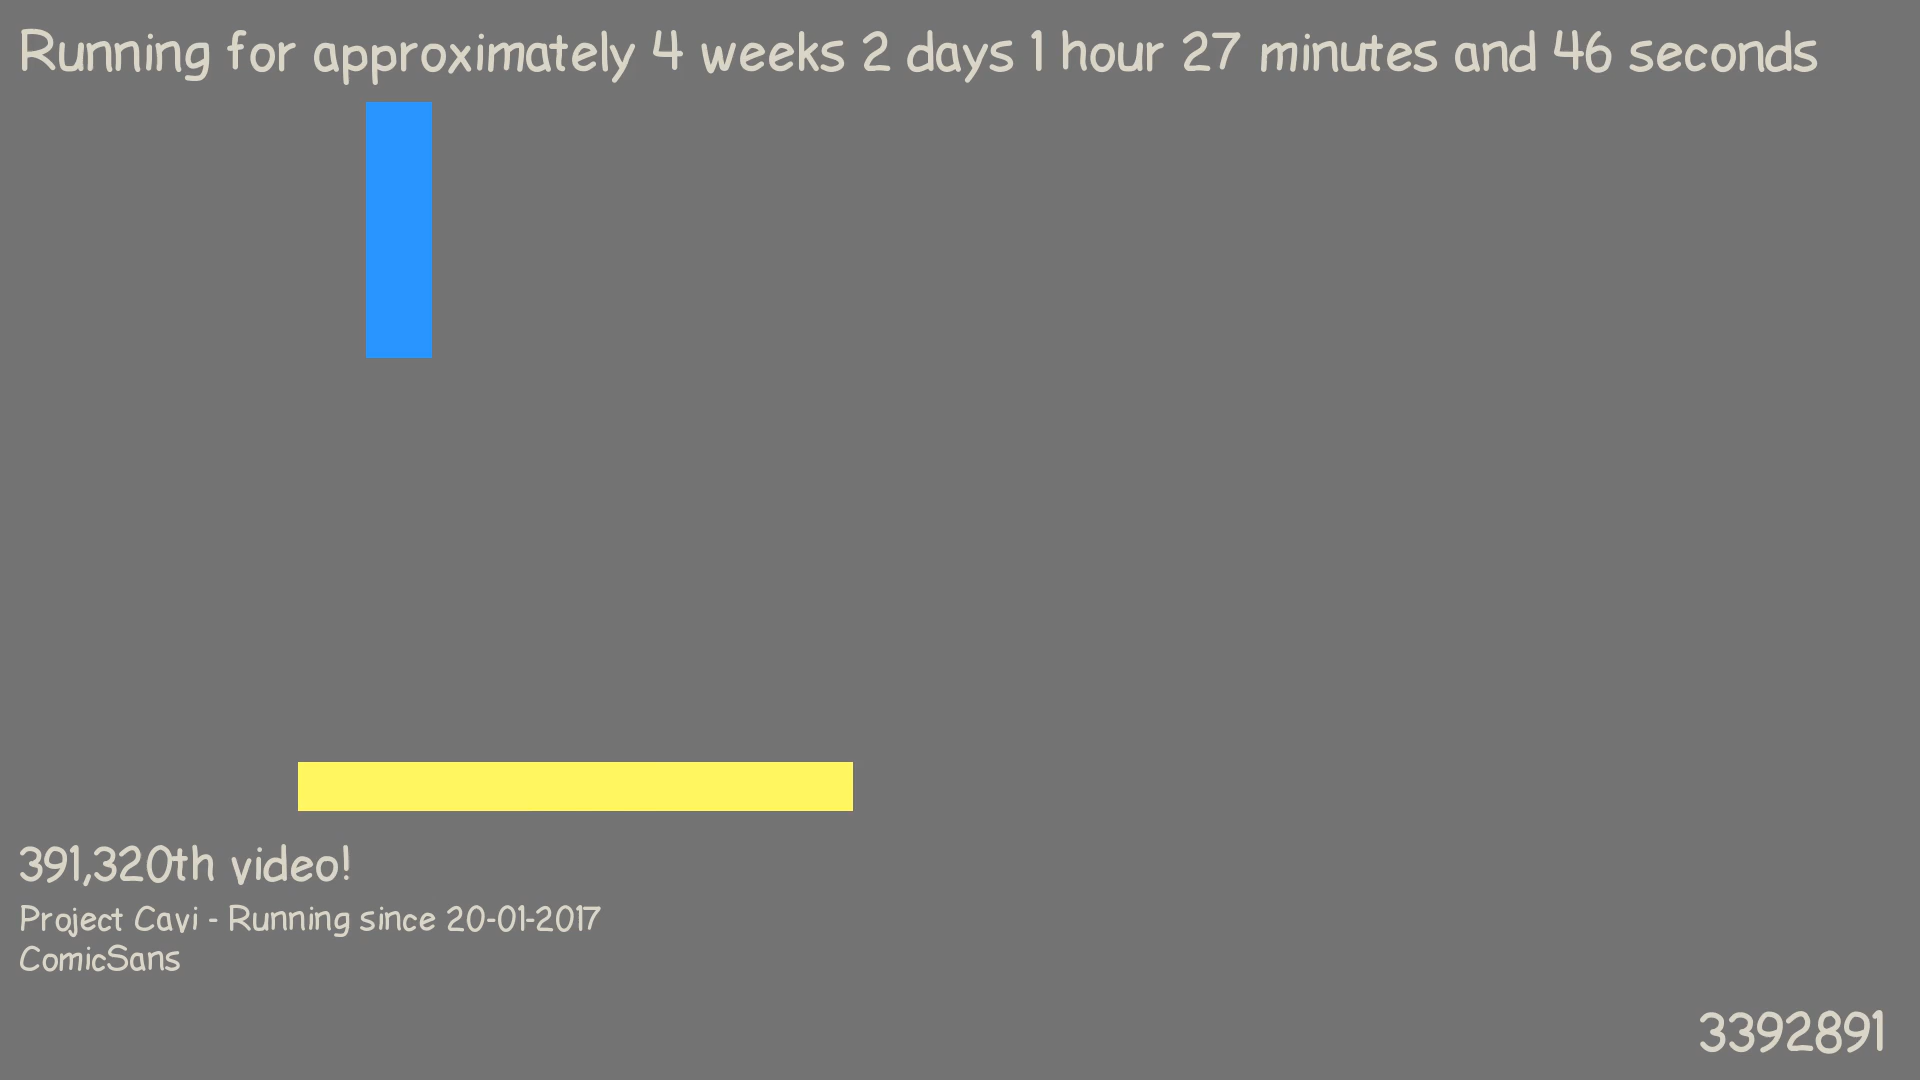 Running for approximately 4 weeks 2 days 1 hour 27 minutes and 46 seconds
391,320th video!
Project Cavi - Running since 20-01-2017
ComicSans
3392891